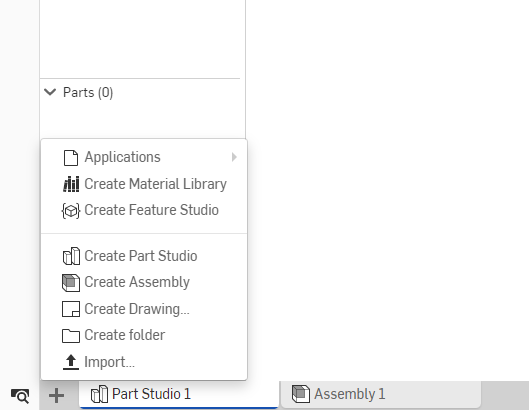 Parts (0)
Applications
Create Material Library
Create Feature Studio
Create Part Studio
Create Assembly
Create Drawing...
Create folder
Import...
Part Studio 1
Assembly 1